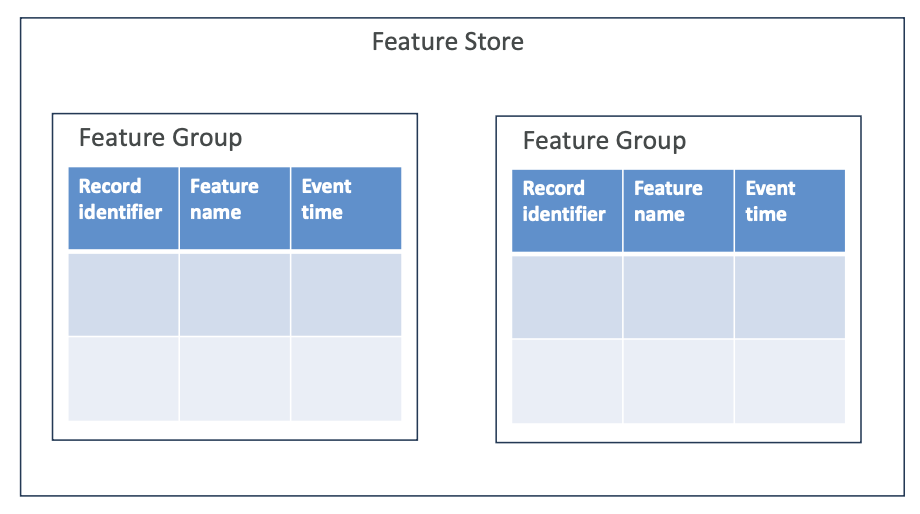 Feature Store
Feature Group
Record Feature Event
identifier name time
Feature Group
Record Feature Event
identifier name time